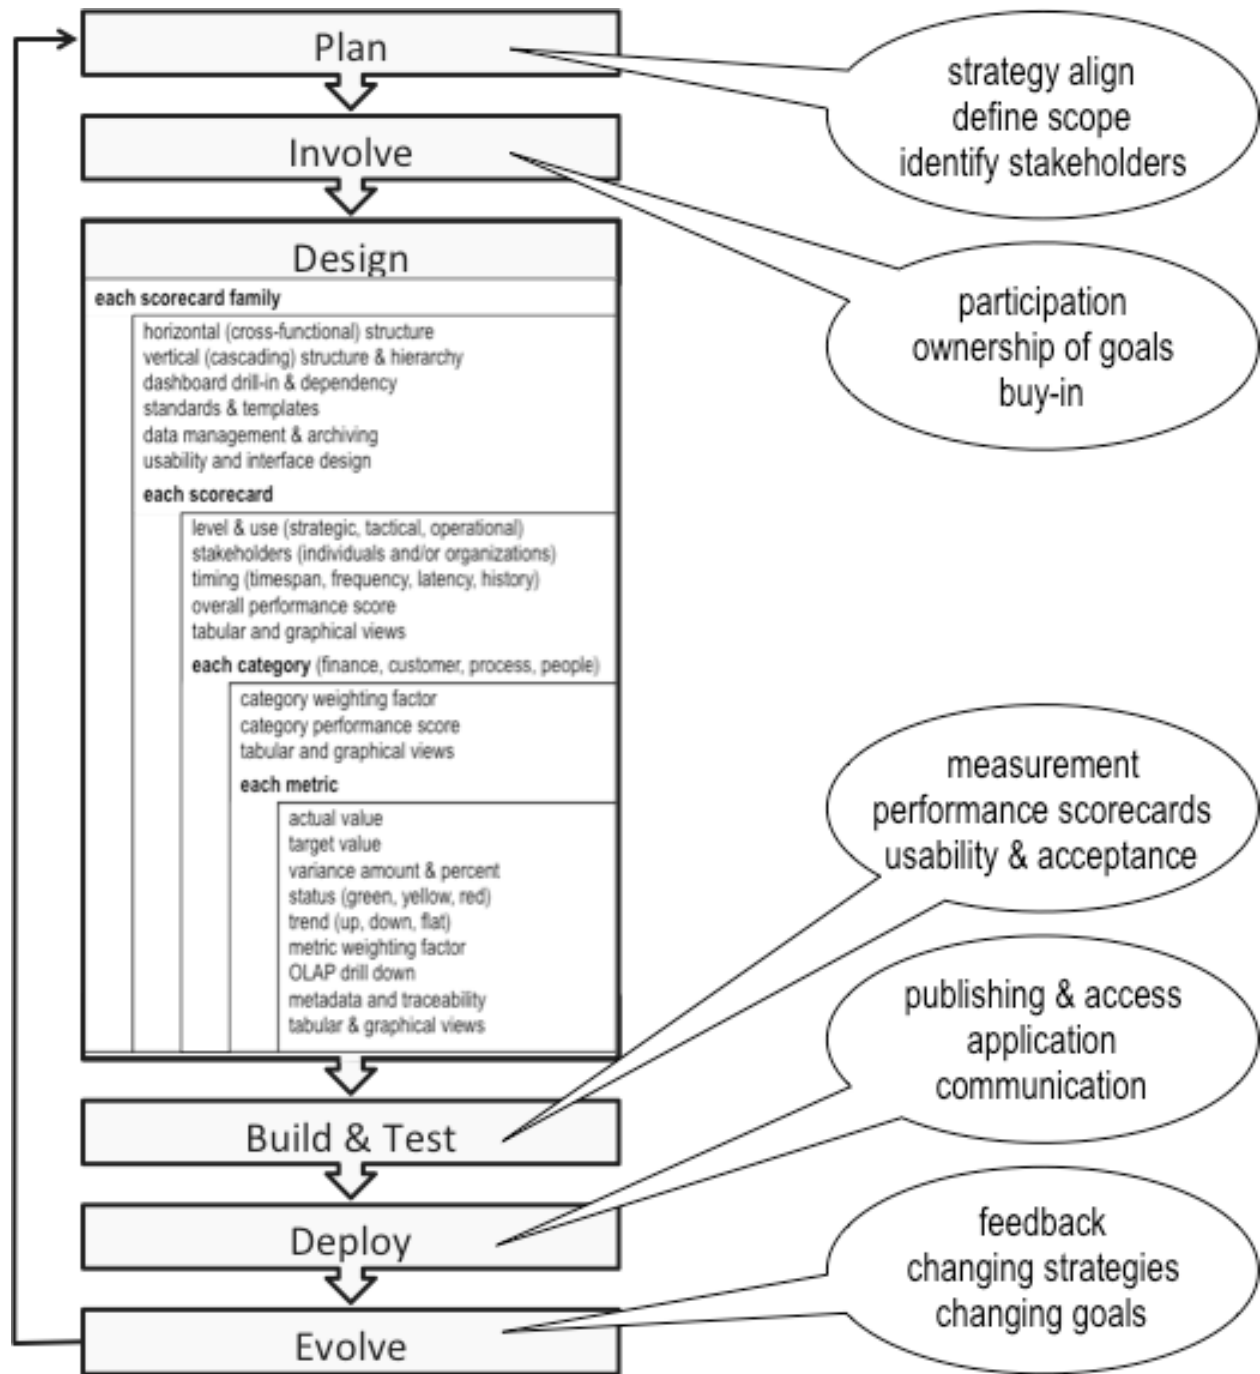 Plan
strategy align
define scope
identify stakeholders
Involve
participation
ownership of goals
buy-in
Design
each scorecard family
horizontal (cross-functional) structure
vertical (cascading) structure & hierarchy
dashboard drill-in & dependency
standards & templates
data management & archiving
usability and interface design
each scorecard
level & use (strategic, tactical, operational)
stakeholders (individuals and/or organizations)
timing (timespan, frequency, latency, history)
overall performance score
tabular and graphical views
each category (finance, customer, process, people)
category weighting factor
category performance score
tabular and graphical views
each metric
actual value
target value
variance amount & percent
status (green, yellow, red)
trend (up, down, flat)
metric weighting factor
OLAP drill down
metadata and traceability
tabular & graphical views
Build & Test
measurement
performance scorecards
usability & acceptance
Deploy
publishing & access
application
communication
Evolve
feedback
changing strategies
changing goals